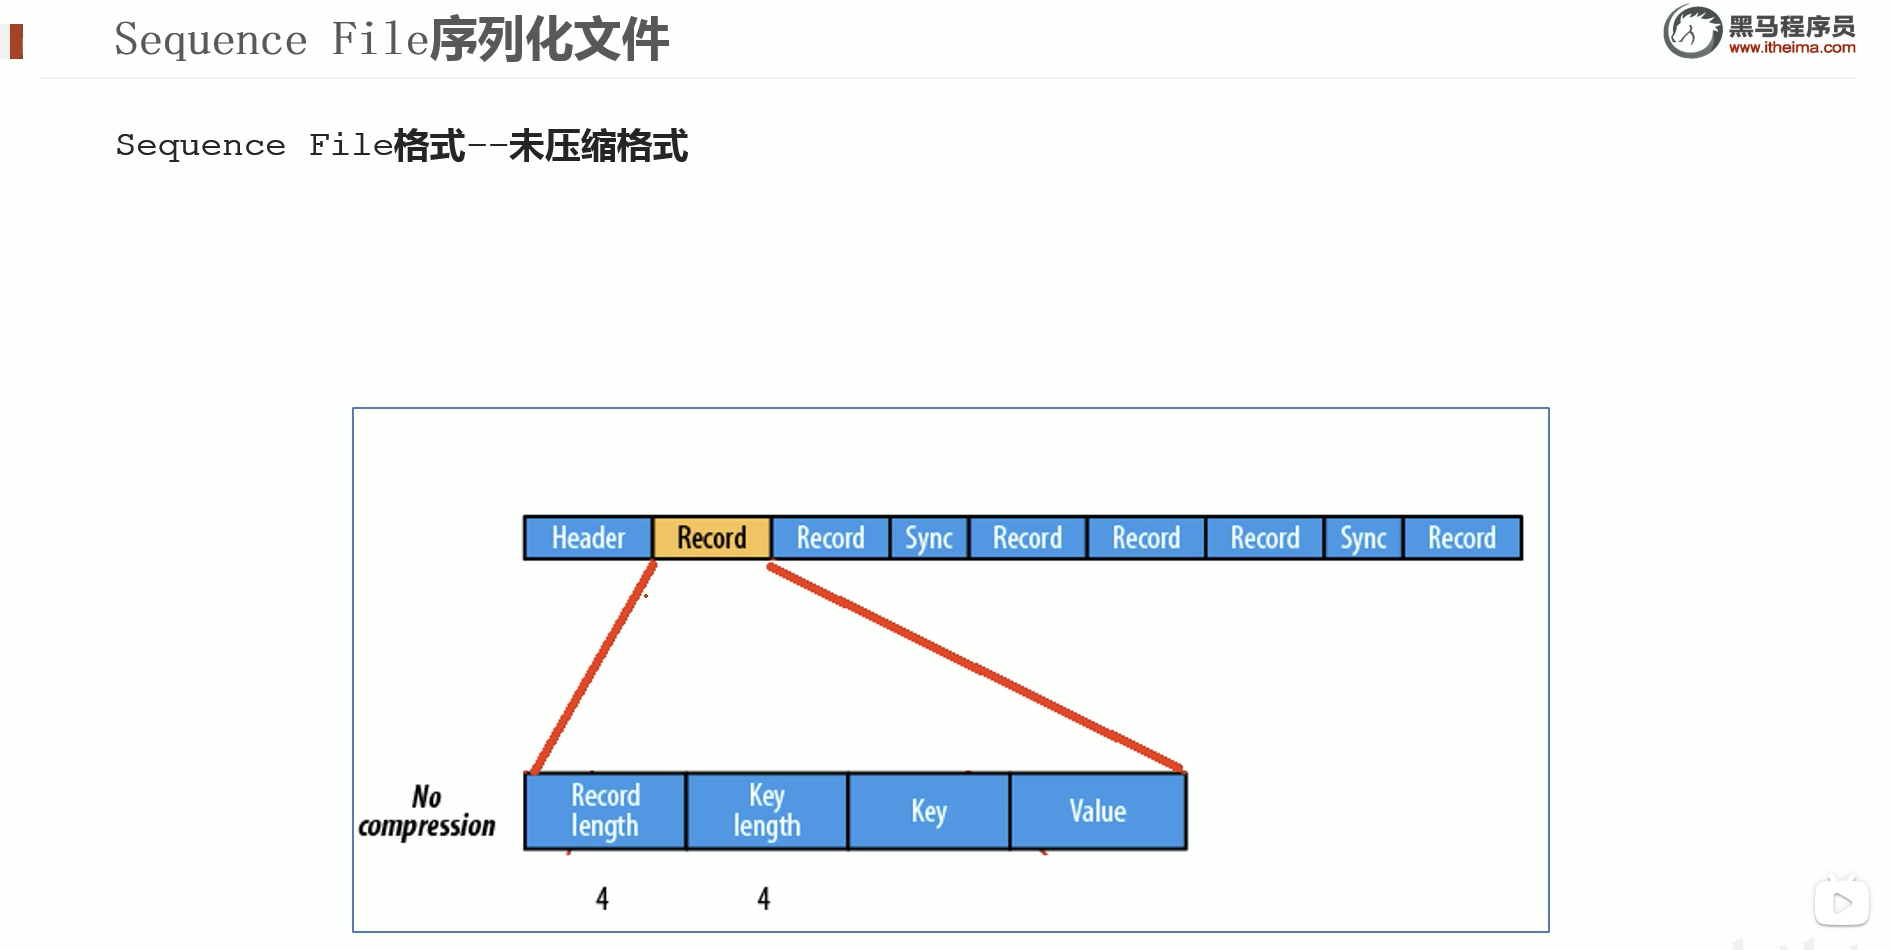 Sequence File序列化文件
黑马程序员
www.itheima.com
Sequence File格式--未压缩格式
Header Record Record Sync Record Record Record Sync Record
No
compression
Record
length
Key
length
Key
Value
4 4